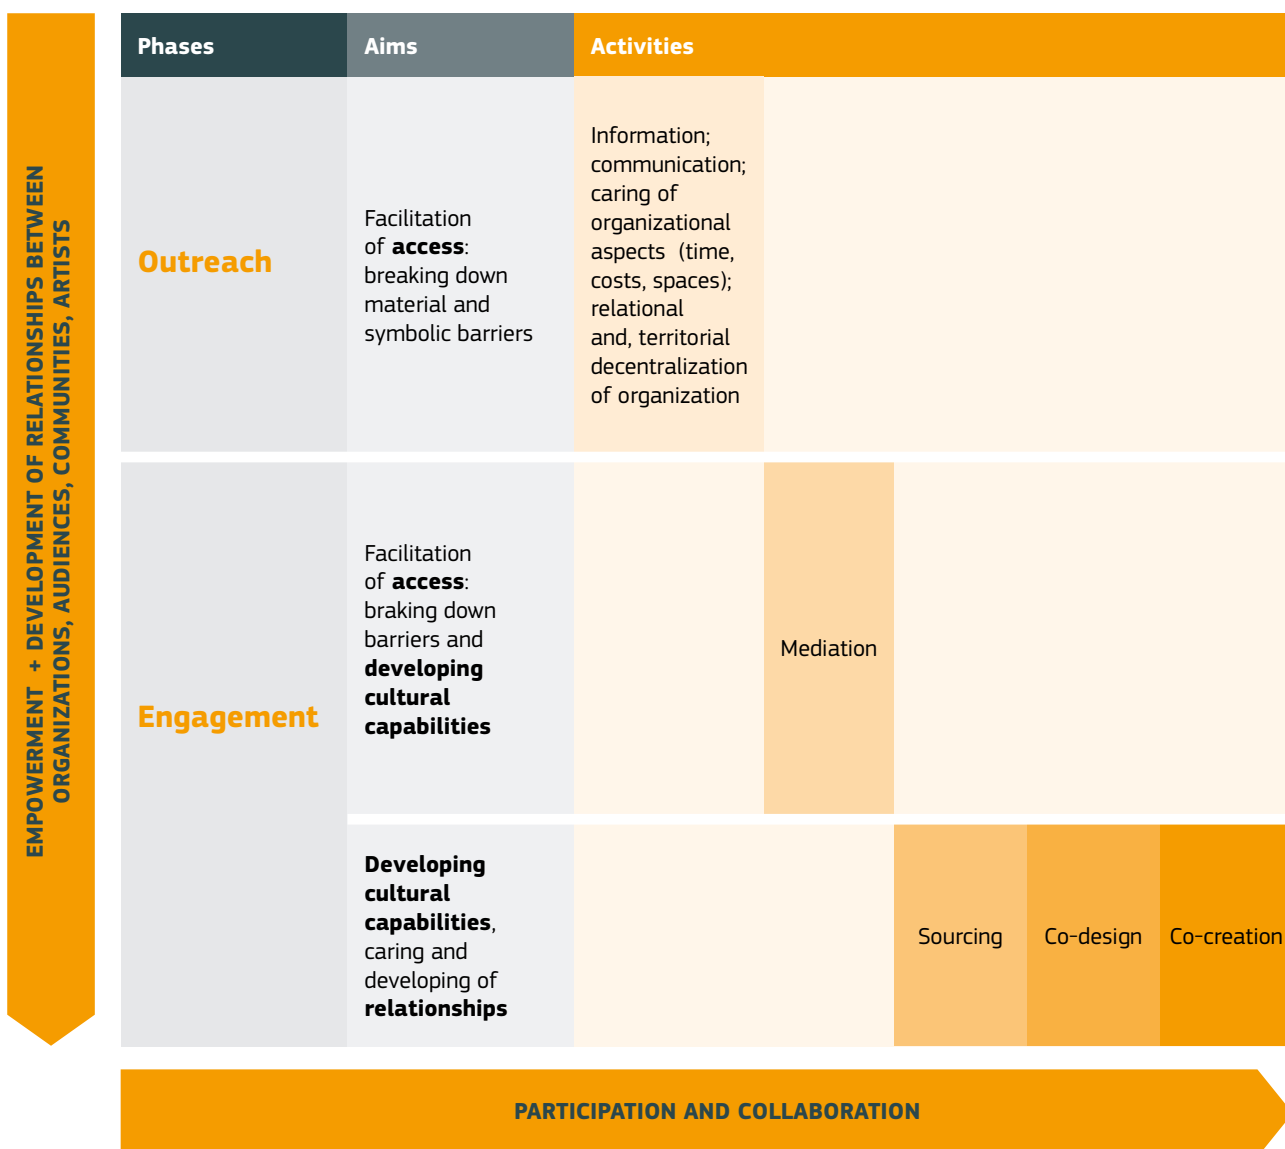 Phases
Aims
Activities
EMPOWERMENT + DEVELOPMENT OF RELATIONSHIPS BETWEEN
ORGANIZATIONS, AUDIENCES, COMMUNITIES, ARTISTS
Outreach
Facilitation
of access:
breaking down
material and
symbolic barriers
Information;
communication;
caring of
organizational
aspects (time,
costs, spaces);
relational
and, territorial
decentralization
of organization
Engagement
Facilitation
of access:
braking down
barriers and
developing
cultural
capabilities
Mediation
Developing
cultural
capabilities,
caring and
developing of
relationships
Sourcing
Co-design
Co-creation
PARTICIPATION AND COLLABORATION